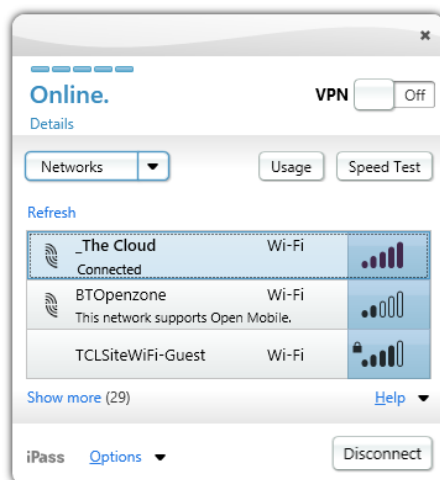 Online.
VPN Off
Details
Networks Usage Speed Test
Refresh
_The Cloud Wi-Fi
Connected
BTOpenzone Wi-Fi
This network supports Open Mobile.
TCLSiteWiFi-Guest Wi-Fi
Show more (29) Help
iPass Options Disconnect